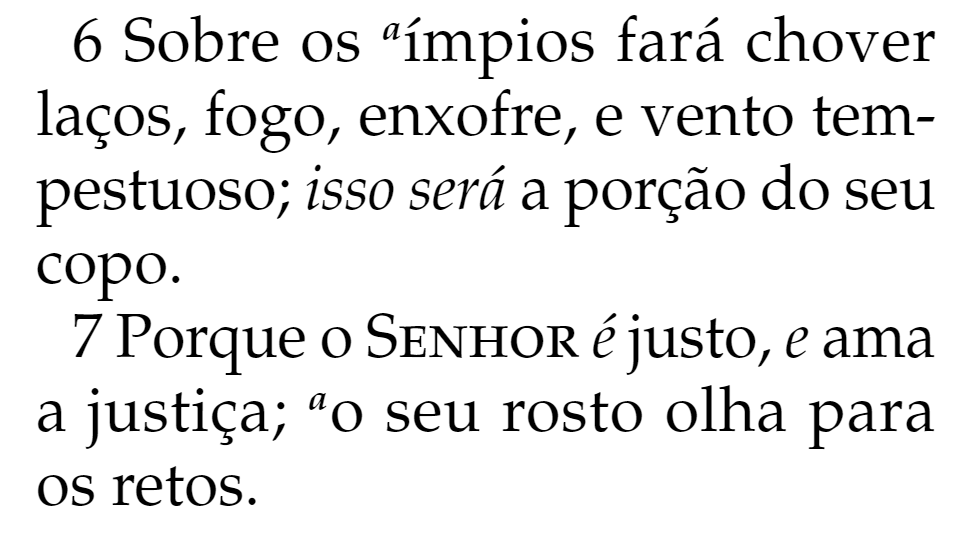 6 Sobre os ᵃímpios fará chover
laços, fogo, enxofre, e vento tem-
pestuoso; isso será a porção do seu
copo.
7 Porque o SENHOR é justo, e ama
a justiça; ᵃo seu rosto olha para
os retos.